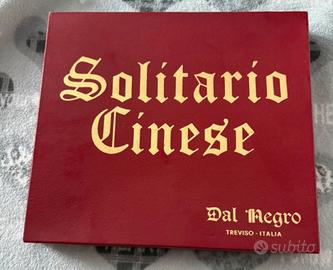 Solitario
Cinese
Dal Negro
TREVISO - ITALIA
subito